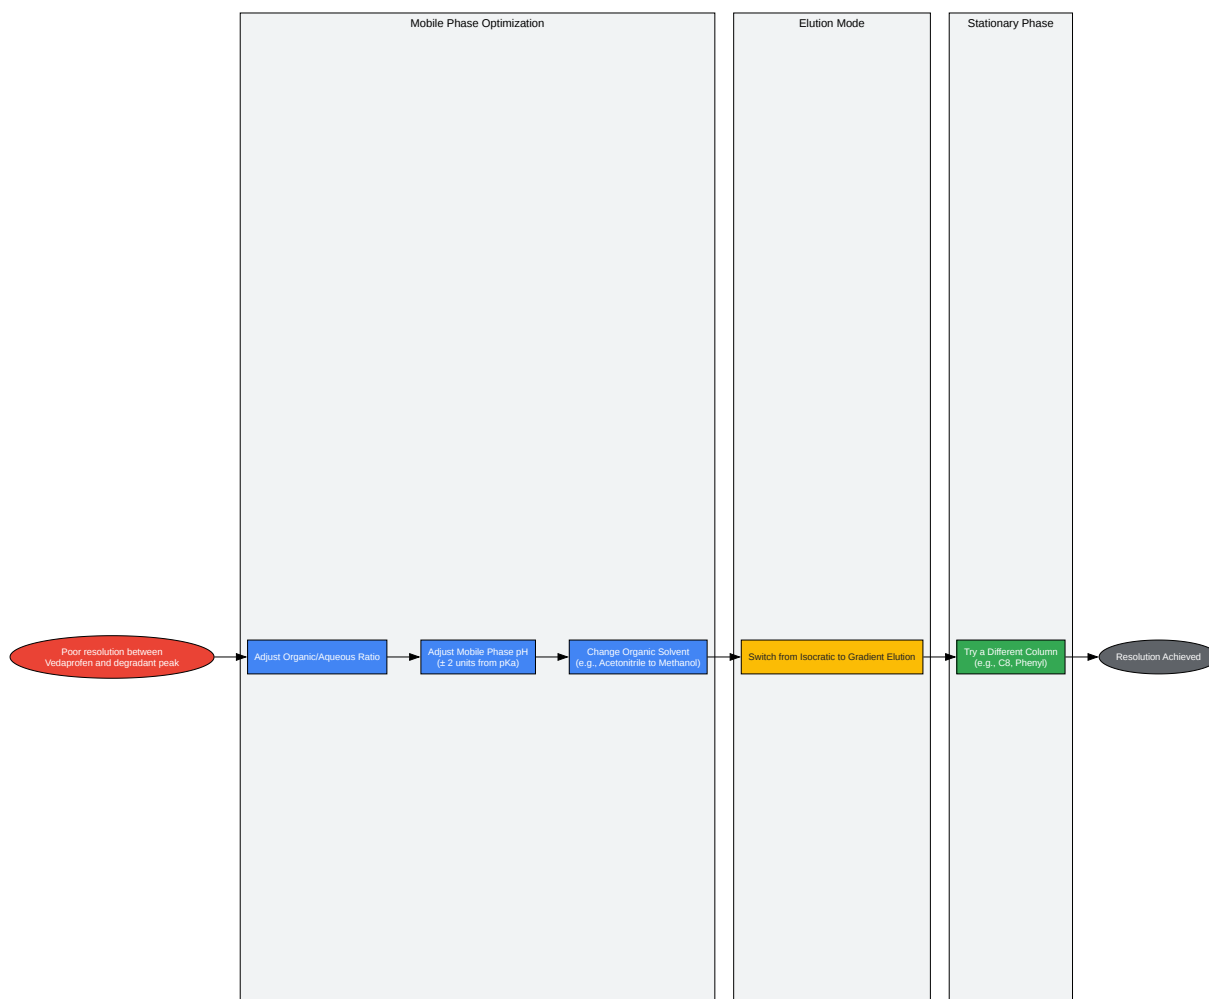 Mobile Phase Optimization
Elution Mode
Stationary Phase
Poor resolution between
Vedaprofen and degradant peak
Adjust Organic/Aqueous Ratio
Adjust Mobile Phase pH
(± 2 units from pKa)
Change Organic Solvent
(e.g., Acetonitrile to Methanol)
Switch from Isocratic to Gradient Elution
Try a Different Column
(e.g., C8, Phenyl)
Resolution Achieved